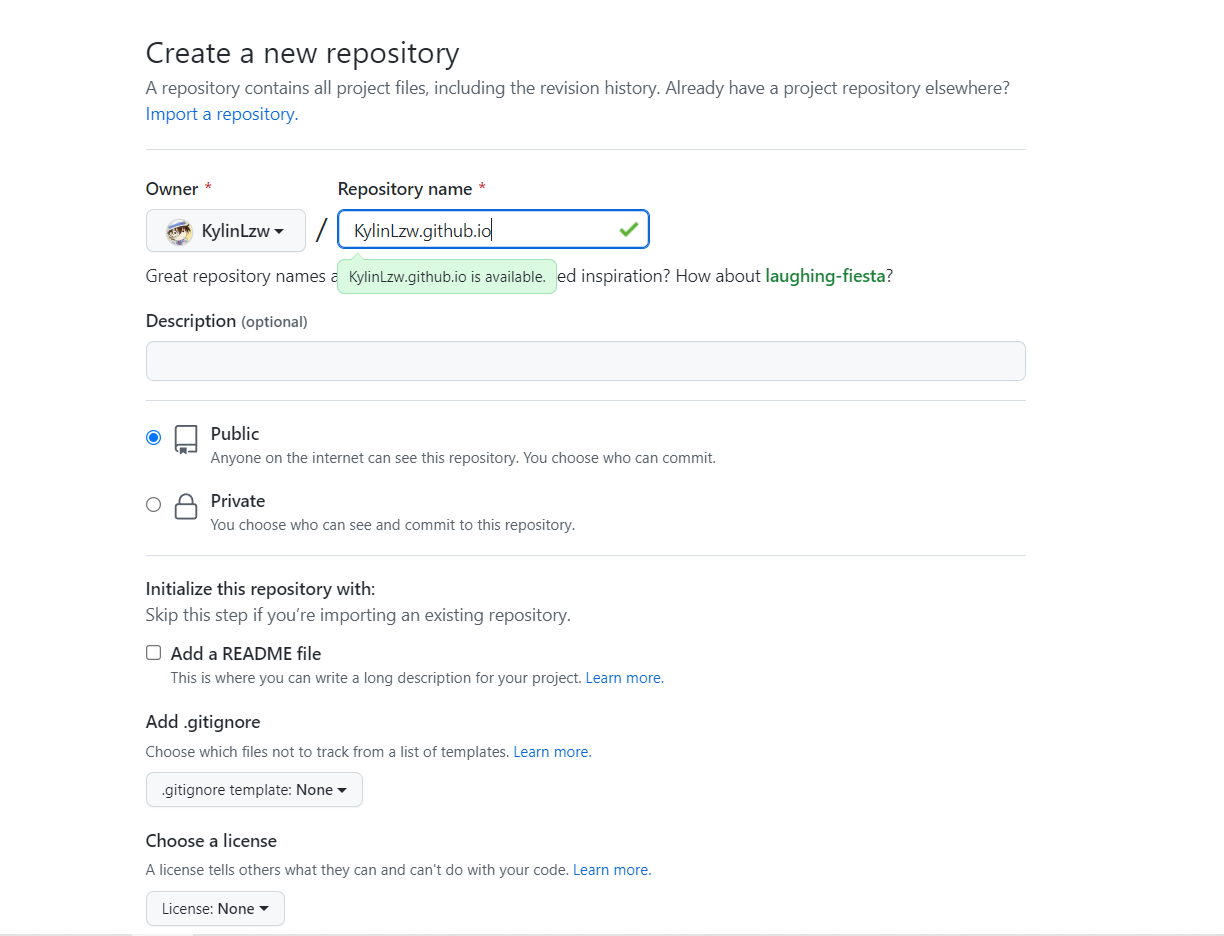 Create a new repository
A repository contains all project files, including the revision history. Already have a project repository elsewhere?
Import a repository.
Owner *
Repository name *
KylinLzw
/
KylinLzw.github.io
Great repository names a
KylinLzw.github.io is available.
ed inspiration? How about laughing-fiesta?
Description (optional)
Public
Anyone on the internet can see this repository. You choose who can commit.
Private
You choose who can see and commit to this repository.
Initialize this repository with:
Skip this step if you’re importing an existing repository.
Add a README file
This is where you can write a long description for your project. Learn more.
Add .gitignore
Choose which files not to track from a list of templates. Learn more.
.gitignore template: None
Choose a license
A license tells others what they can and can't do with your code. Learn more.
License: None